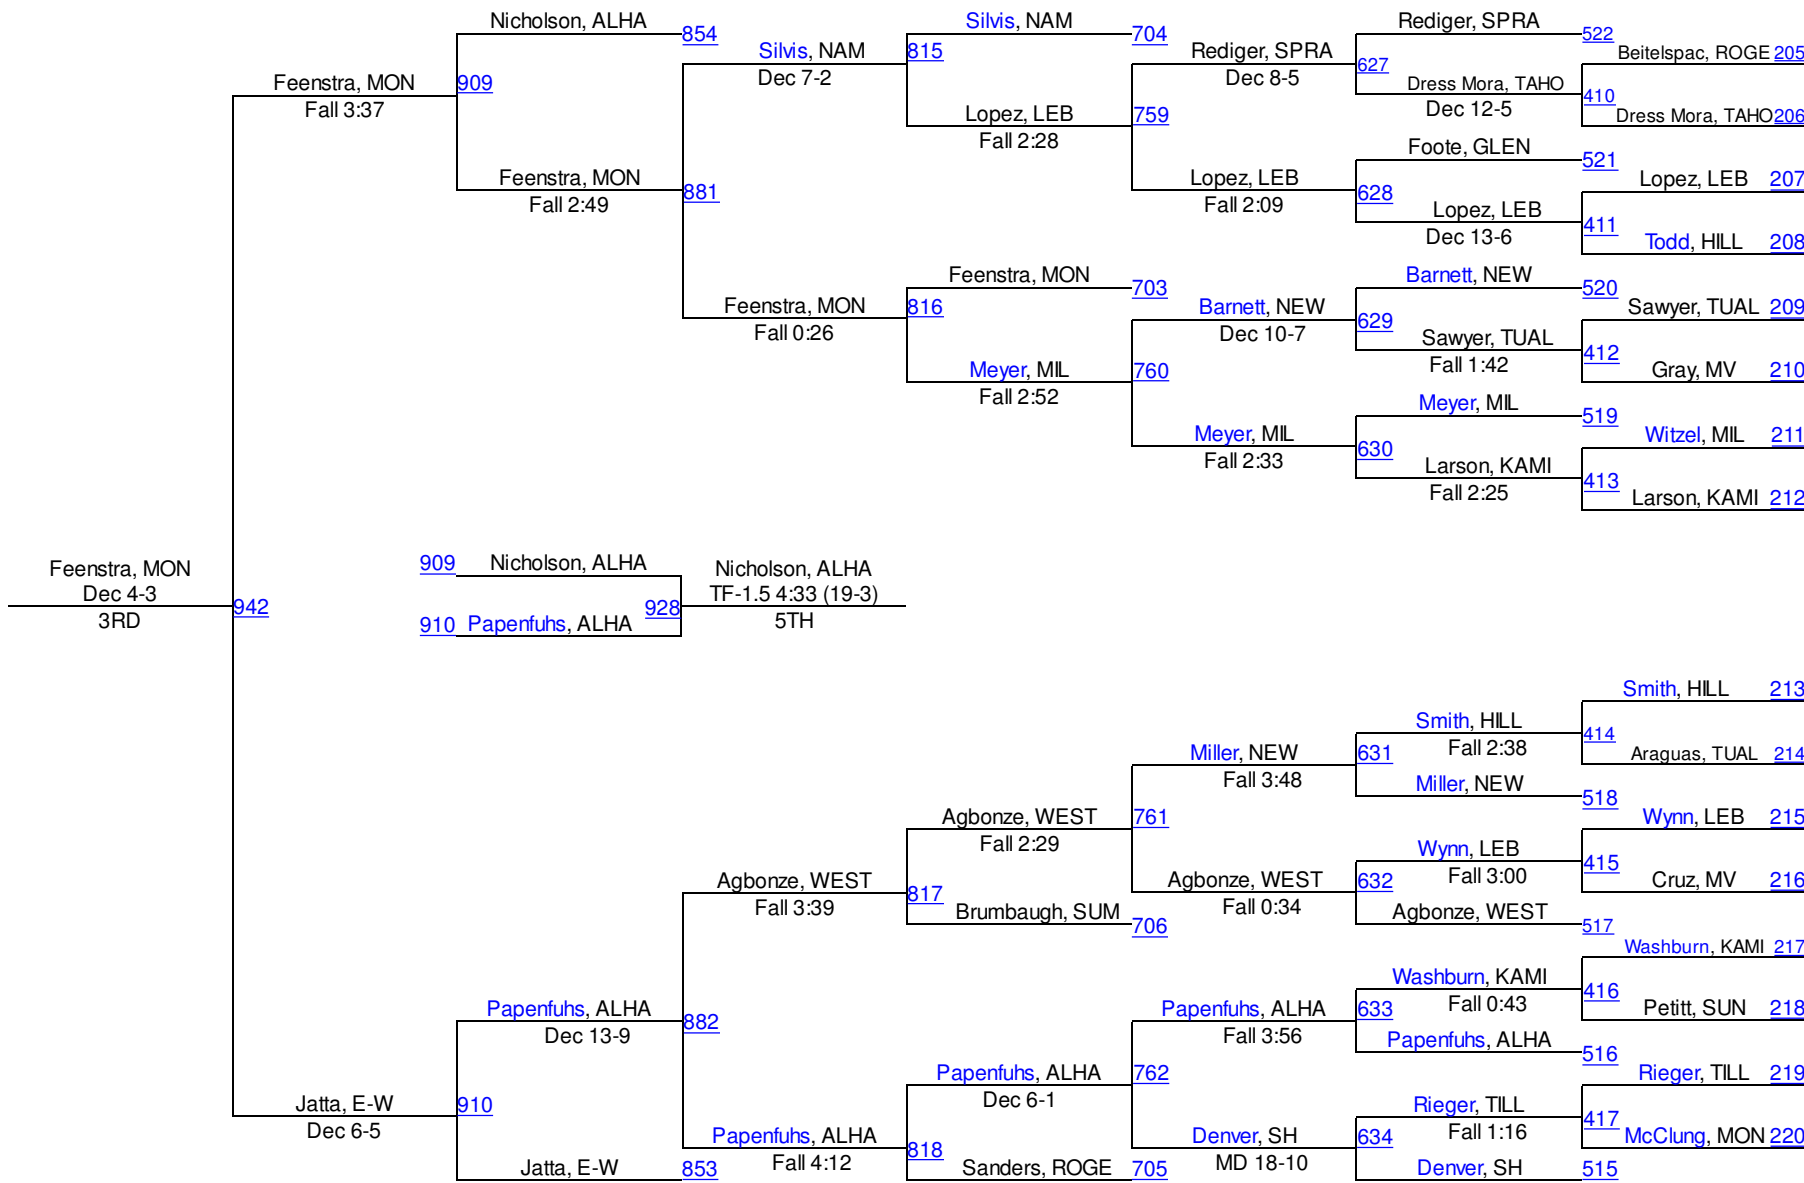 Nicholson, ALHA
854
Silvis, NAM
704
Rediger, SPRA
522
Silvis, NAM
815
Rediger, SPRA
Beitelspac, ROGE 205
Feenstra, MON
909
Dec 7-2
Dec 8-5
627
Dress Mora, TAHO
410
Fall 3:37
Lopez, LEB
759
Dec 12-5
Dress Mora, TAHO 206
Fall 2:28
Foote, GLEN
521
Feenstra, MON
881
Lopez, LEB
628
Lopez, LEB 207
Fall 2:49
Fall 2:09
Lopez, LEB
411
Dec 13-6
Todd, HILL 208
Feenstra, MON
703
Barnett, NEW
520
Feenstra, MON
816
Barnett, NEW
629
Sawyer, TUAL 209
Fall 0:26
Dec 10-7
Sawyer, TUAL
412
Meyer, MIL
760
Fall 1:42
Gray, MV 210
Fall 2:52
Meyer, MIL
519
Meyer, MIL
630
Witzel, MIL 211
Fall 2:33
Larson, KAMI
413
Fall 2:25
Larson, KAMI 212
Feenstra, MON
Dec 4-3
3RD
942
909 Nicholson, ALHA
910 Papenfuhs, ALHA
928
Nicholson, ALHA
TF-1.5 4:33 (19-3)
5TH
Smith, HILL 213
Smith, HILL
414
Miller, NEW
631
Fall 2:38
Araguas, TUAL 214
Fall 3:48
Miller, NEW
518
Agbonze, WEST
761
Wynn, LEB 215
Fall 2:29
Wynn, LEB
415
Agbonze, WEST
817
Agbonze, WEST
632
Fall 3:00
Cruz, MV 216
Fall 3:39
Brumbaugh, SUM
706
Fall 0:34
Agbonze, WEST
517
Washburn, KAMI 217
Washburn, KAMI
416
Papenfuhs, ALHA
882
Papenfuhs, ALHA
633
Fall 0:43
Petitt, SUN 218
Dec 13-9
Fall 3:56
Papenfuhs, ALHA
516
Papenfuhs, ALHA
762
Rieger, TILL 219
Jatta, E-W
910
Dec 6-1
Rieger, TILL
417
Dec 6-5
Papenfuhs, ALHA
818
Denver, SH
634
Fall 1:16
McClung, MON 220
Fall 4:12
MD 18-10
Jatta, E-W
853
Sanders, ROGE
705
Denver, SH
515